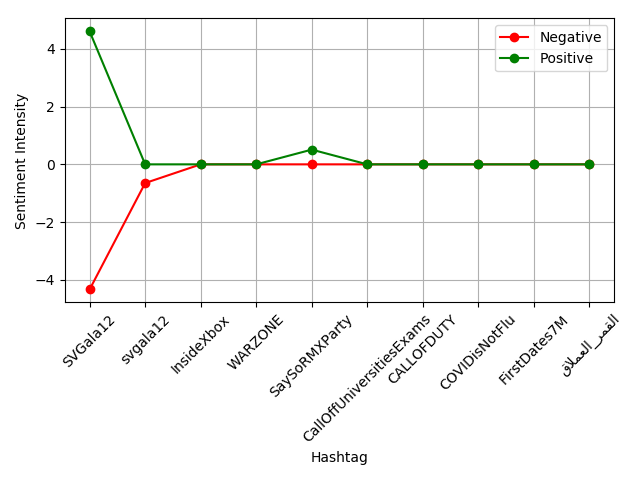 Negative
Positive
4
2
0
−2
−4
Sentiment Intensity
SVGala12
svgala12
InsideXbox
WARZONE
SaySoRMXParty
CallOffUniversitiesExams
CALLOFDUTY
COVIDisNotFlu
FirstDates7M
القمر_العملاق
Hashtag